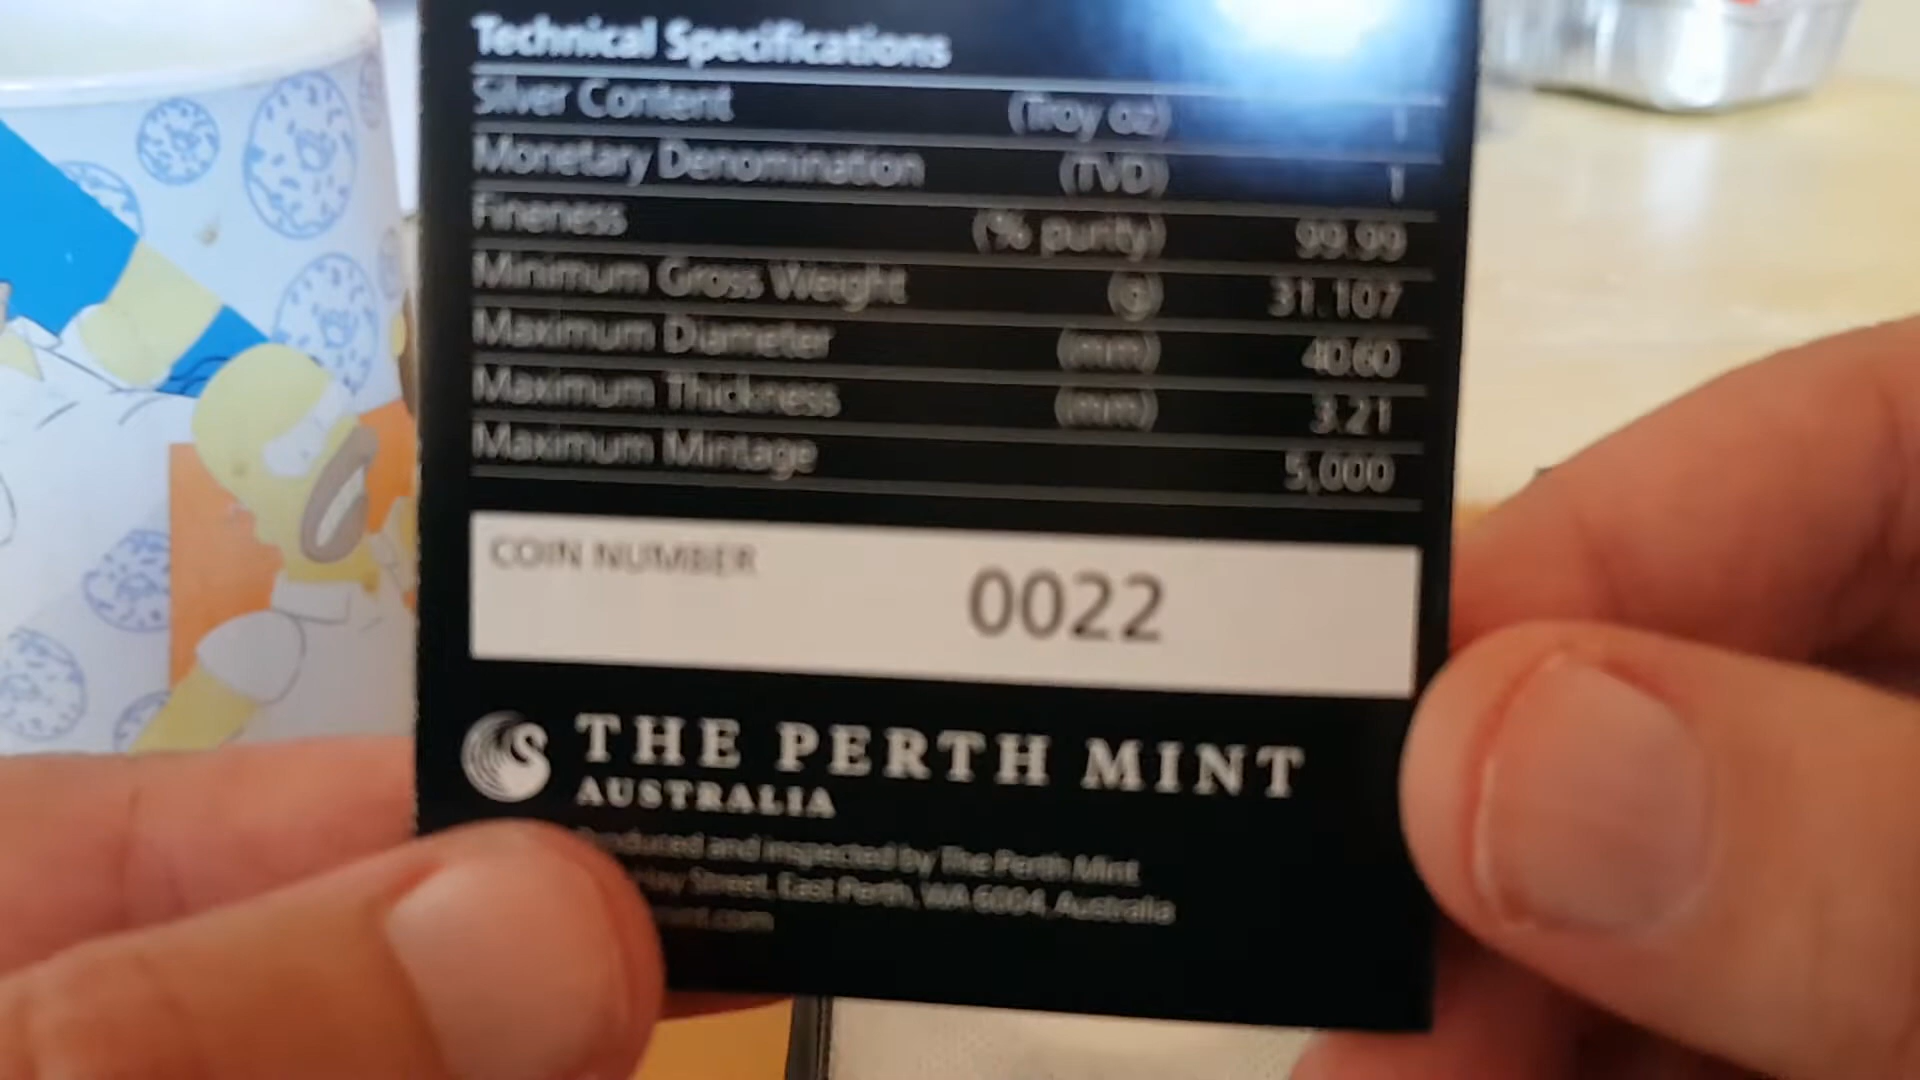 Technical Specifications
Silver Content (Troy oz) 1
Monetary Denomination (TVD) 1
Fineness (% purity) 99.99
Minimum Gross Weight (g) 31.107
Maximum Diameter (mm) 40.60
Maximum Thickness (mm) 3.21
Maximum Mintage 5,000
COIN NUMBER 0022
THE PERTH MINT
AUSTRALIA
and inspected by The Perth Mint
Street, East Perth, WA 6004, Australia